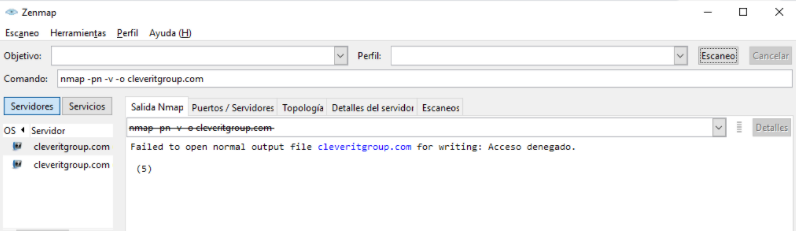 Zenmap
Escaneo Herramientas Perfil Ayuda (H)
Objetivo: Perfil: Escaneo Cancelar
Comando: nmap -pn -v -o cleveritgroup.com
Servidores Servicios Salida Nmap Puertos / Servidores Topología Detalles del servidor Escaneos
OS Servidor nmap -pn -v -o cleveritgroup.com Detalles
cleveritgroup.com Failed to open normal output file cleveritgroup.com for writing: Acceso denegado.
cleveritgroup.com (5)